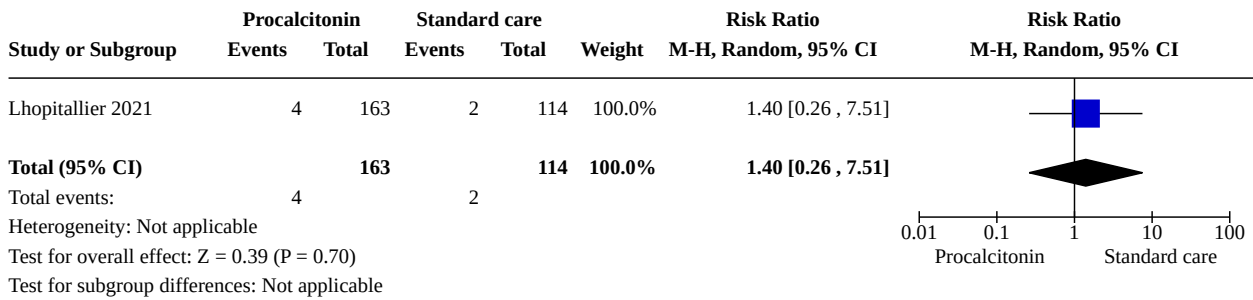 Procalcitonin Standard care Risk Ratio Risk Ratio
Study or Subgroup Events Total Events Total Weight M-H, Random, 95% CI M-H, Random, 95% CI
Lhopitallier 2021 4 163 2 114 100.0% 1.40 [0.26 , 7.51]
Total (95% CI) 163 114 100.0% 1.40 [0.26 , 7.51]
Total events: 4 2
Heterogeneity: Not applicable
0.01 0.1 1 10 100
Test for overall effect: Z = 0.39 (P = 0.70) Procalcitonin Standard care
Test for subgroup differences: Not applicable